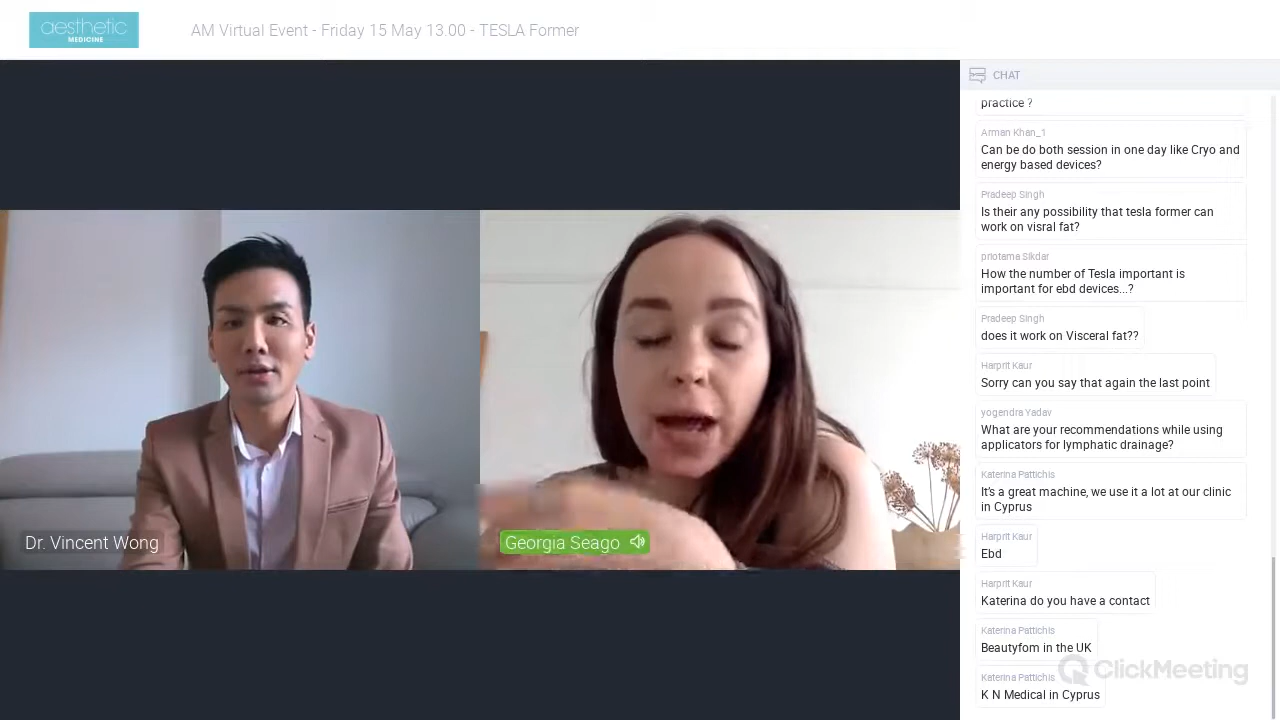 aesthetic
MEDICINE
AM Virtual Event - Friday 15 May 13.00 - TESLA Former
CHAT
practice ?
Arman Khan_1
Can be do both session in one day like Cryo and
energy based devices?
Pradeep Singh
Is their any possibility that tesla former can
work on visral fat?
priotama Sikdar
How the number of Tesla important is
important for ebd devices...?
Pradeep Singh
does it work on Visceral fat??
Harprit Kaur
Sorry can you say that again the last point
yogendra Yadav
What are your recommendations while using
applicators for lymphatic drainage?
Katerina Pattichis
It's a great machine, we use it a lot at our clinic
in Cyprus
Harprit Kaur
Ebd
Harprit Kaur
Katerina do you have a contact
Katerina Pattichis
Beautyfom in the UK
Katerina Pattichis
K N Medical in Cyprus
ClickMeeting
Dr. Vincent Wong
Georgia Seago